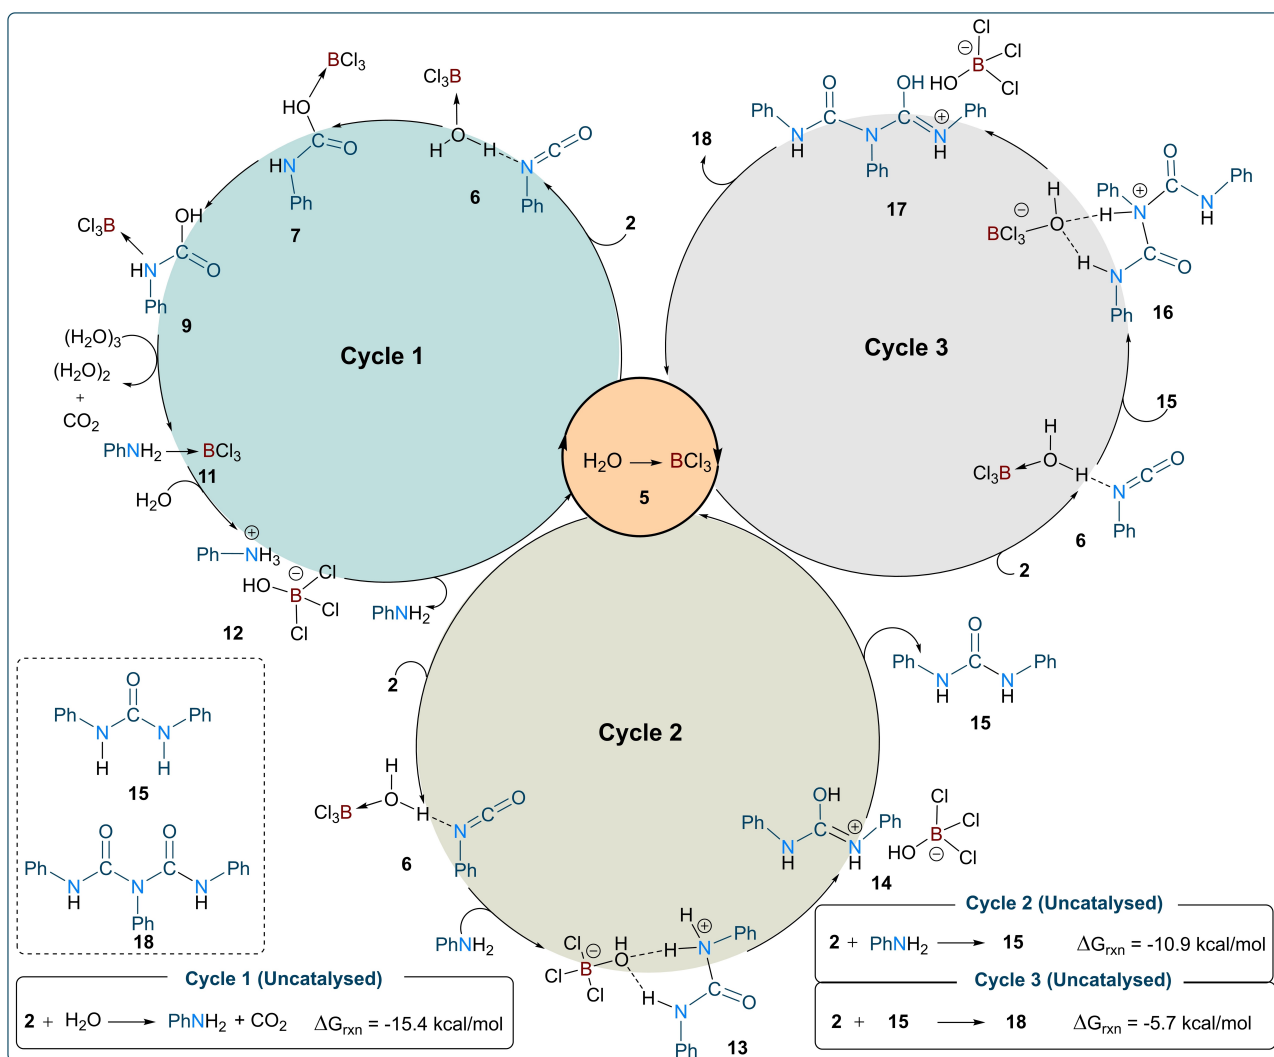 Cl₃B
BCl₃
HO
C
O
HN
Ph
7
Cl₃B
O
H
H
N
C
O
Ph
6
2
Cl₃B
OH
HN
C
O
Ph
9
(H₂O)₃
(H₂O)₂
+
CO₂
Cycle 1
PhNH₂
BCl₃
11
H₂O
⊕
Ph
NH₃
⊖
HO
B
Cl
Cl
Cl
12
PhNH₂
H₂O
BCl₃
5
18
Ph
N
H
O
C
N
Ph
OH
C
⊕
N
H
Ph
17
⊖
HO
B
Cl
Cl
Cl
Cycle 3
H
⊖
BCl₃
O
H
Ph
⊕
N
O
C
N
H
Ph
H
N
C
O
Ph
16
15
H
Cl₃B
O
H
N
C
O
Ph
6
2
2
Cycle 2
H
Cl₃B
O
H
N
C
O
Ph
6
PhNH₂
Cl
⊖
H
Cl
B
O
Cl
H
H
⊕
N
Ph
H
N
C
O
Ph
13
OH
Ph
N
H
C
⊕
N
H
Ph
14
Cl
Cl
B
HO
⊖
Cl
O
Ph
N
H
C
N
H
Ph
15
O
Ph
N
H
C
N
H
Ph
15
O
O
Ph
N
H
C
N
Ph
C
N
H
Ph
18
Cycle 1 (Uncatalysed)
2 + H₂O PhNH₂ + CO₂ ΔGrxn = -15.4 kcal/mol
Cycle 2 (Uncatalysed)
2 + PhNH₂ 15 ΔGrxn = -10.9 kcal/mol
Cycle 3 (Uncatalysed)
2 + 15 18 ΔGrxn = -5.7 kcal/mol